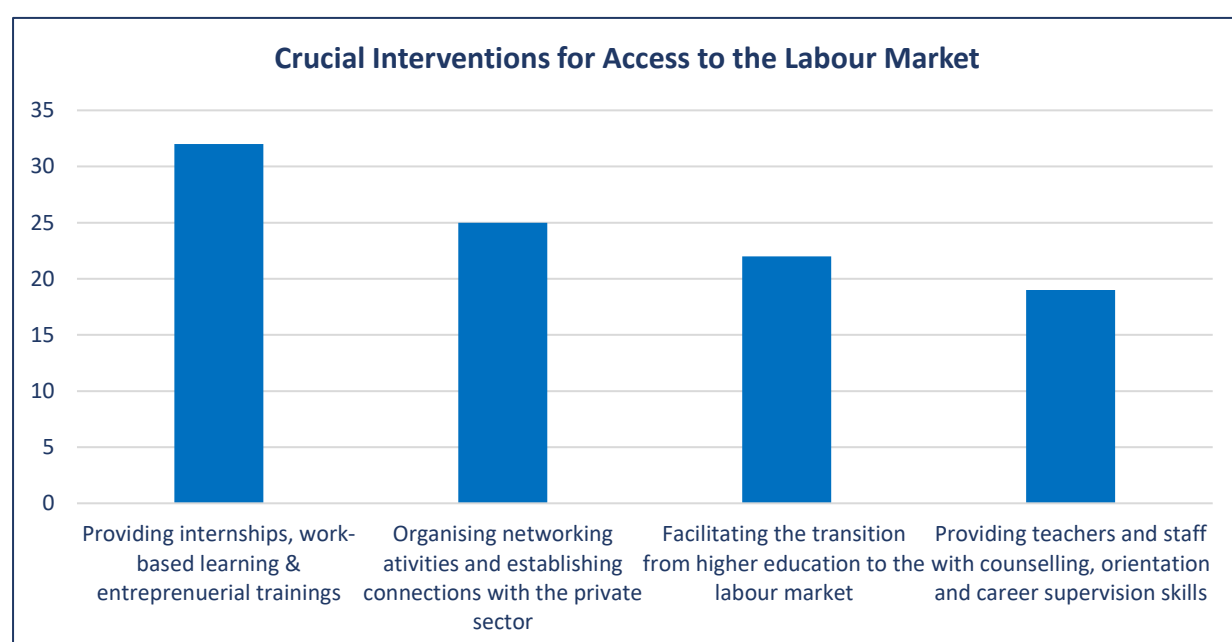 Crucial Interventions for Access to the Labour Market
35
30
25
20
15
10
5
0
Providing internships, work-
based learning &
entreprenuerial trainings
Organising networking
ativities and establishing
connections with the private
sector
Facilitating the transition
from higher education to the
labour market
Providing teachers and staff
with counselling, orientation
and career supervision skills